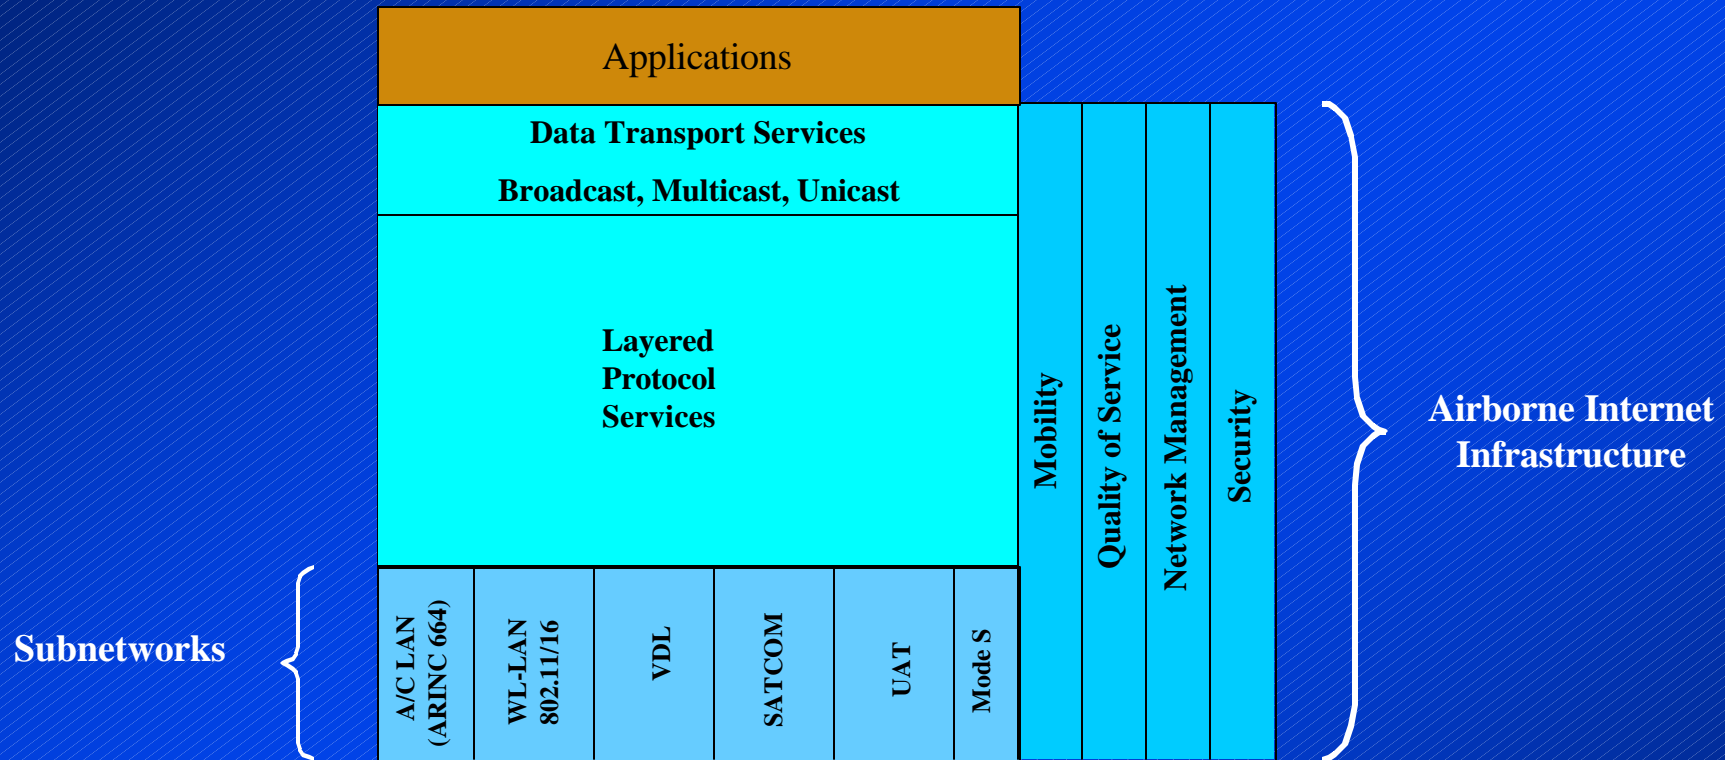 Applications
Data Transport Services
Broadcast, Multicast, Unicast
Layered
Protocol
Services
Mobility
Quality of Service
Network Management
Security
Airborne Internet
Infrastructure
Subnetworks
A/C LAN
(ARINC 664)
WL-LAN
802.11/16
VDL
SATCOM
UAT
Mode S